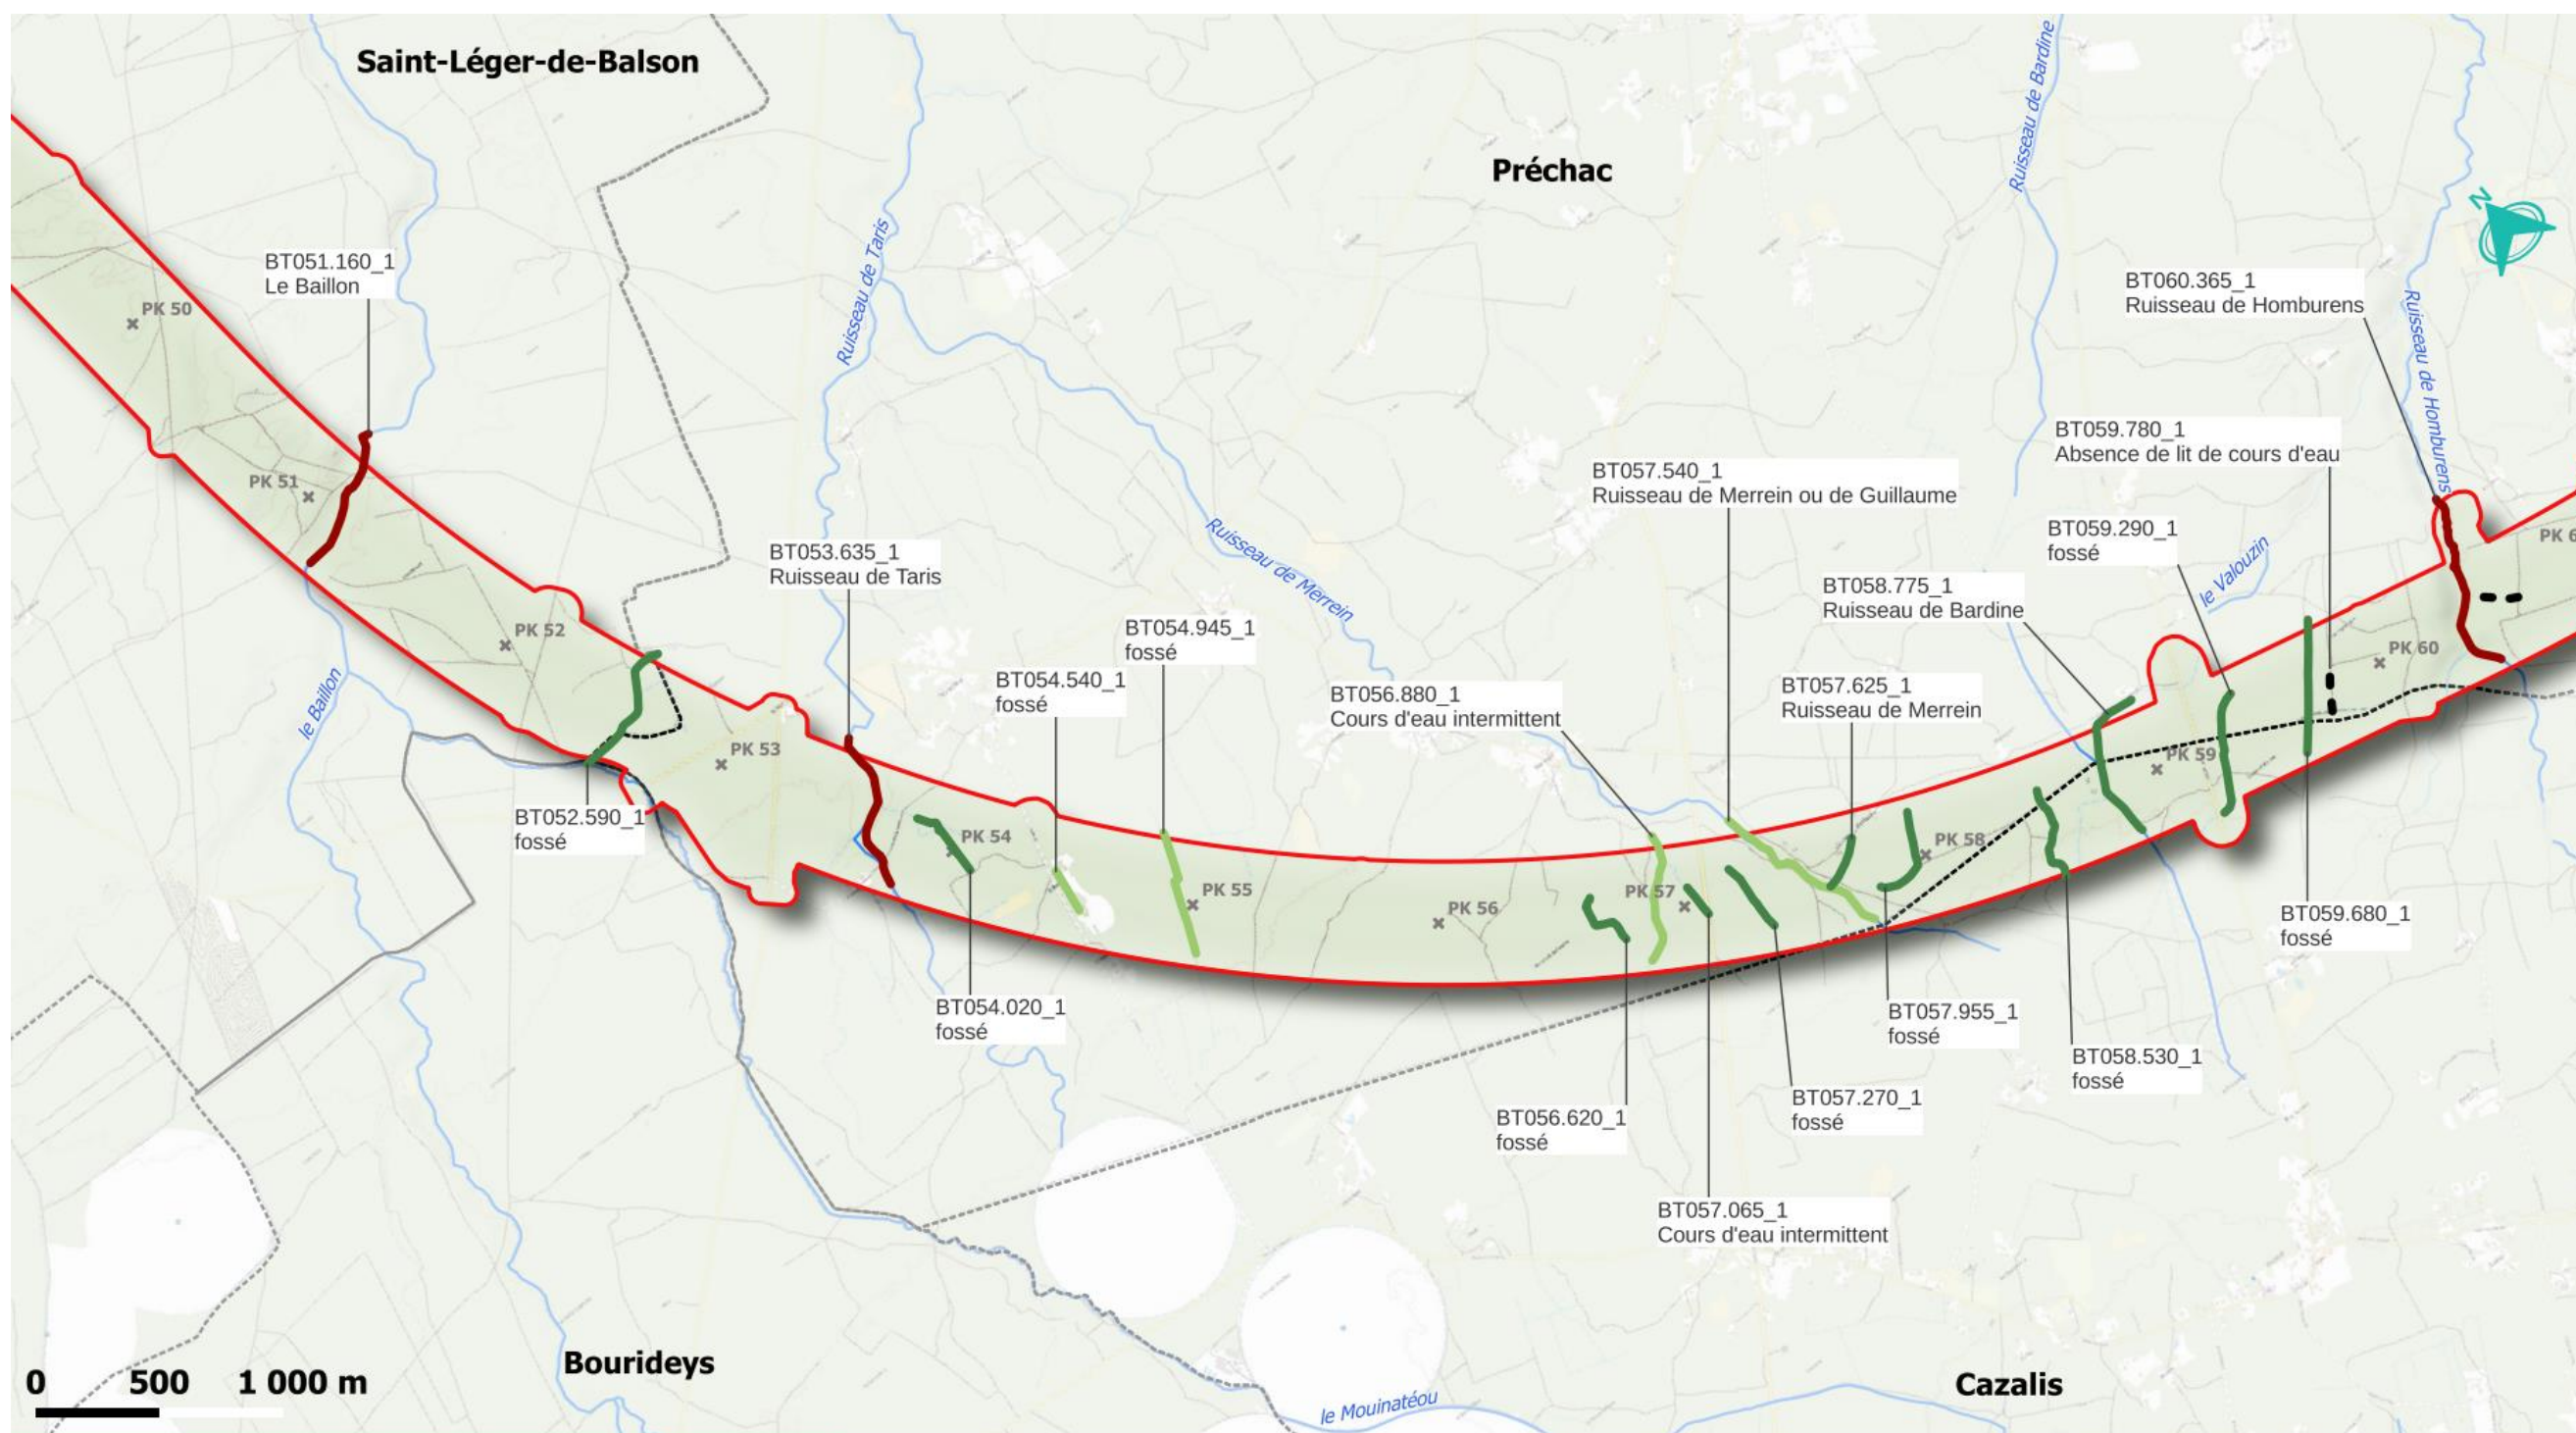 Saint-Léger-de-Balson
Préchac
Ruisseau de Bardine
N
Ruisseau de Taris
BT051.160_1
Le Baillon
PK 50
BT060.365_1
Ruisseau de Homburens
Ruisseau de Homburens
BT059.780_1
Absence de lit de cours d'eau
PK 51
BT057.540_1
Ruisseau de Merrein ou de Guillaume
BT059.290_1
fossé
le Valouzin
PK 6
BT053.635_1
Ruisseau de Taris
Ruisseau de Merrein
BT058.775_1
Ruisseau de Bardine
PK 52
BT054.945_1
fossé
PK 60
BT054.540_1
fossé
BT056.880_1
Cours d'eau intermittent
BT057.625_1
Ruisseau de Merrein
le Baillon
PK 53
PK 59
BT052.590_1
fossé
PK 54
PK 58
PK 55
PK 57
PK 56
BT059.680_1
fossé
BT054.020_1
fossé
BT057.955_1
fossé
BT058.530_1
fossé
BT057.270_1
fossé
BT056.620_1
fossé
BT057.065_1
Cours d'eau intermittent
Bourideys
0 500 1 000 m
Cazalis
le Mouinatéou